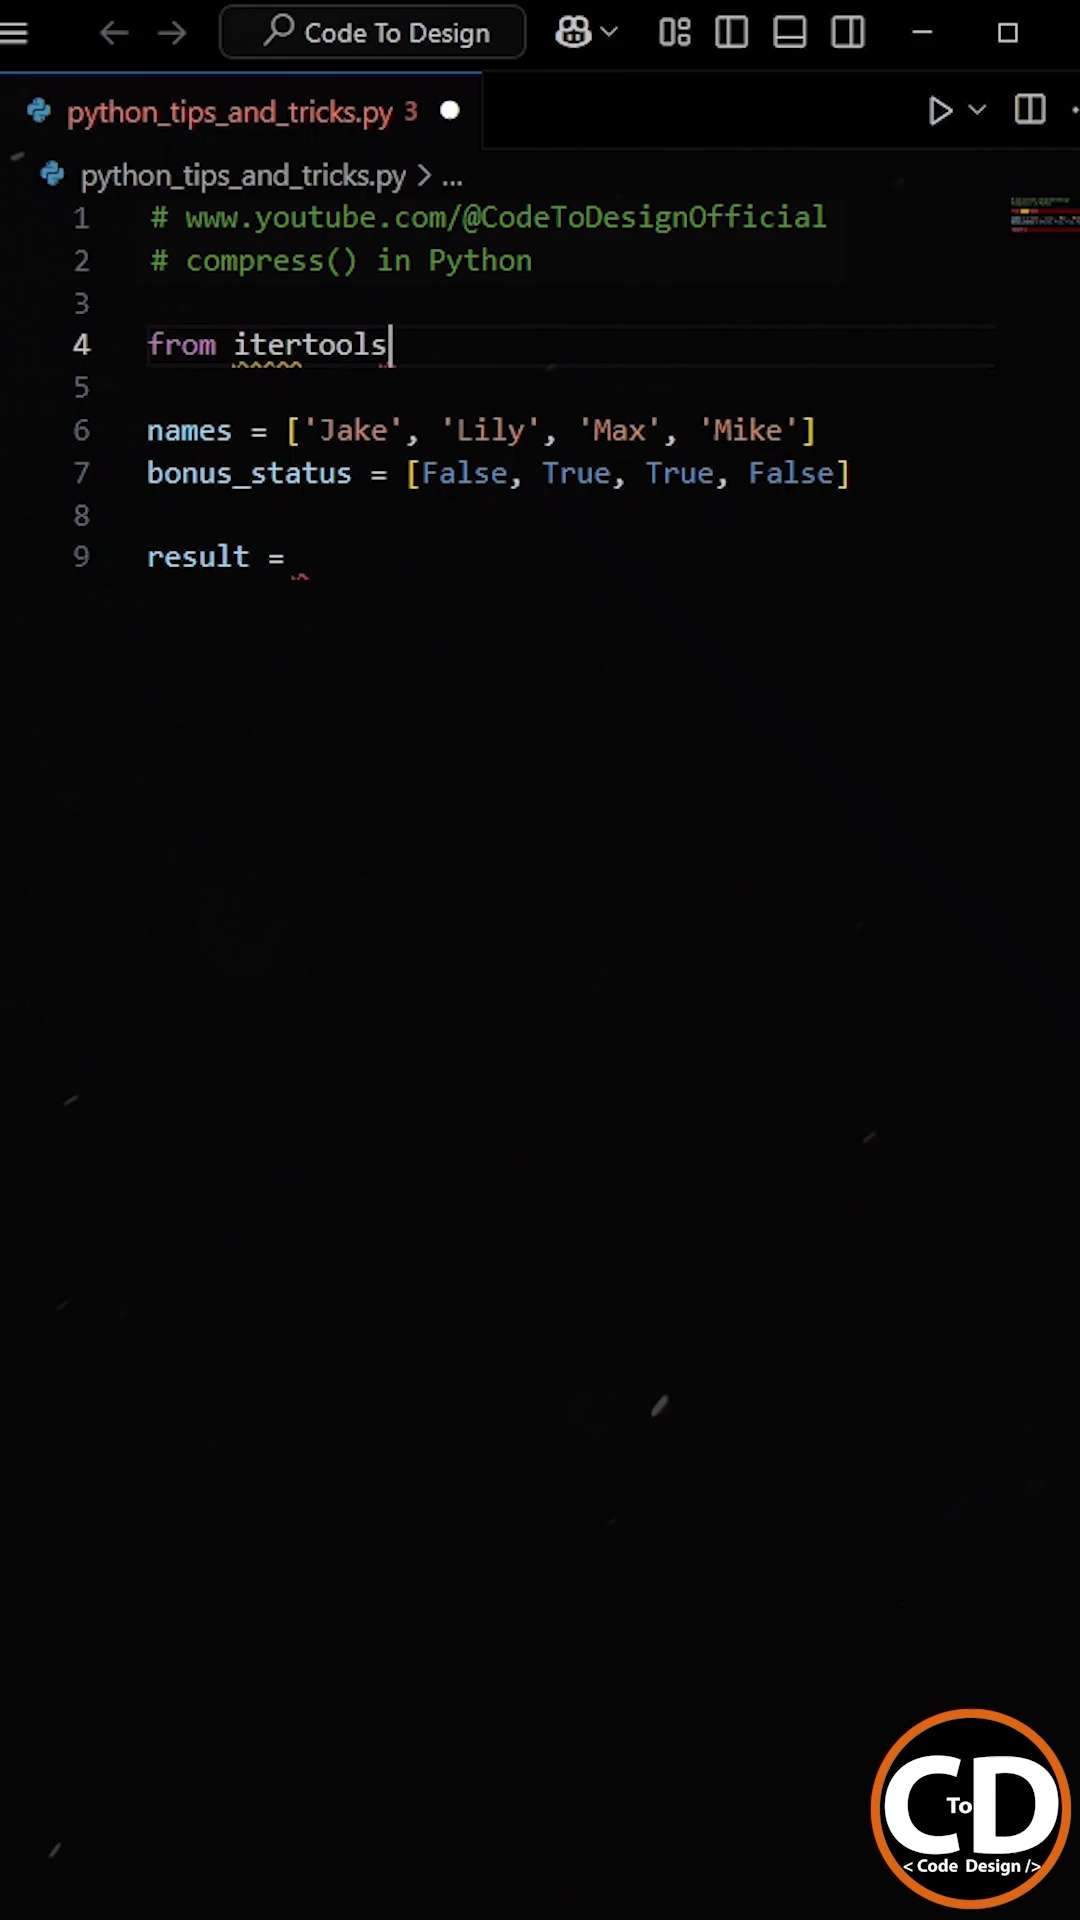 Code To Design
python_tips_and_tricks.py 3
python_tips_and_tricks.py > ...
1 # www.youtube.com/@CodeToDesignOfficial
2 # compress() in Python
3
4 from itertools
5
6 names = ['Jake', 'Lily', 'Max', 'Mike']
7 bonus_status = [False, True, True, False]
8
9 result =
C To D
< Code Design />